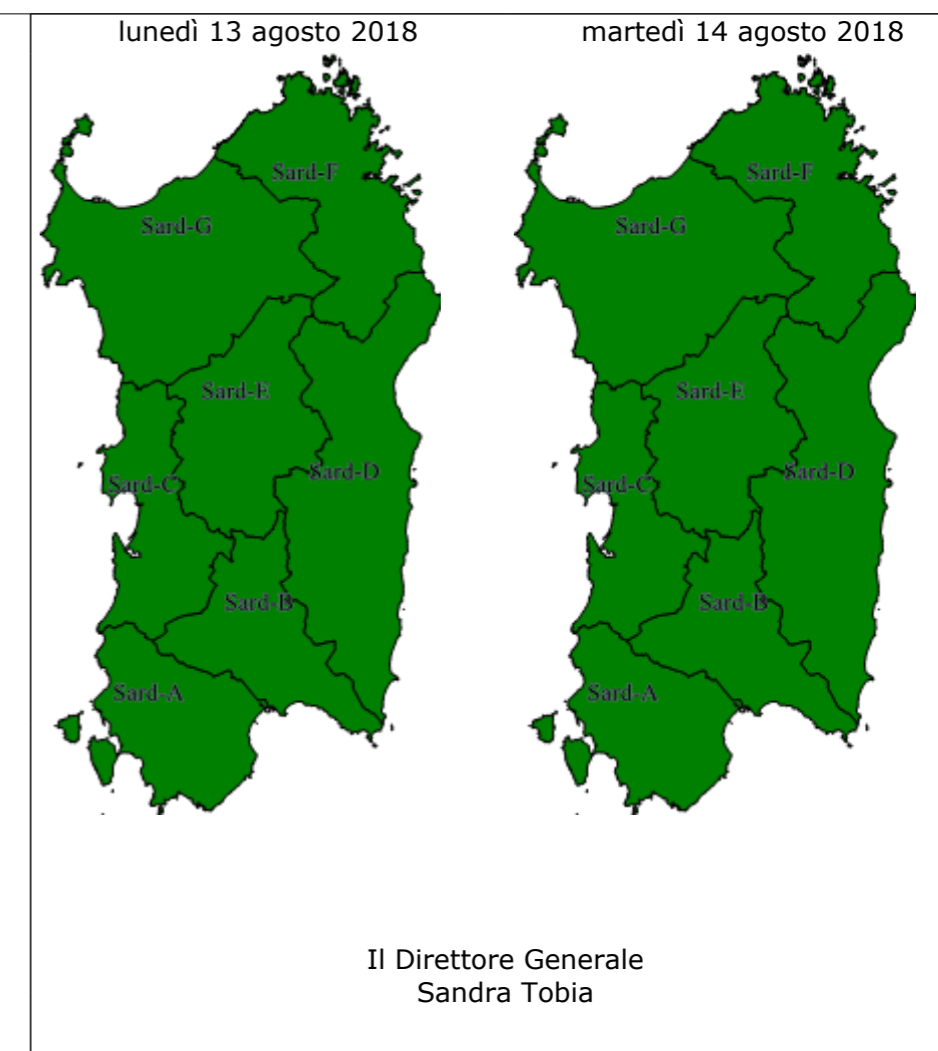 lunedì 13 agosto 2018
martedì 14 agosto 2018
Sard-F
Sard-G
Sard-E
Sard-D
Sard-C
Sard-B
Sard-A
Sard-F
Sard-G
Sard-E
Sard-D
Sard-C
Sard-B
Sard-A
Il Direttore Generale
Sandra Tobia